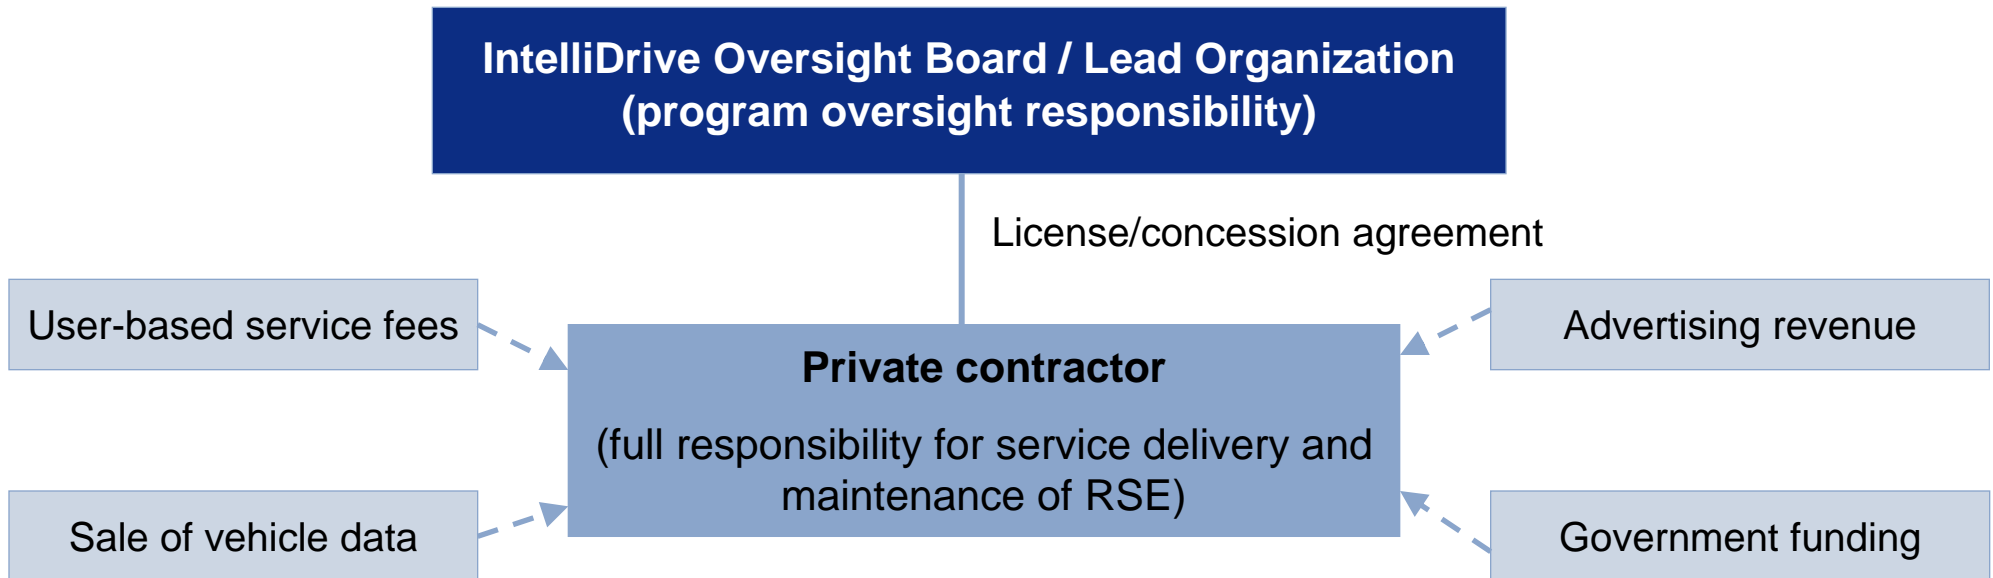 IntelliDrive Oversight Board / Lead Organization
(program oversight responsibility)
License/concession agreement
User-based service fees
Advertising revenue
Private contractor
(full responsibility for service delivery and
maintenance of RSE)
Sale of vehicle data
Government funding